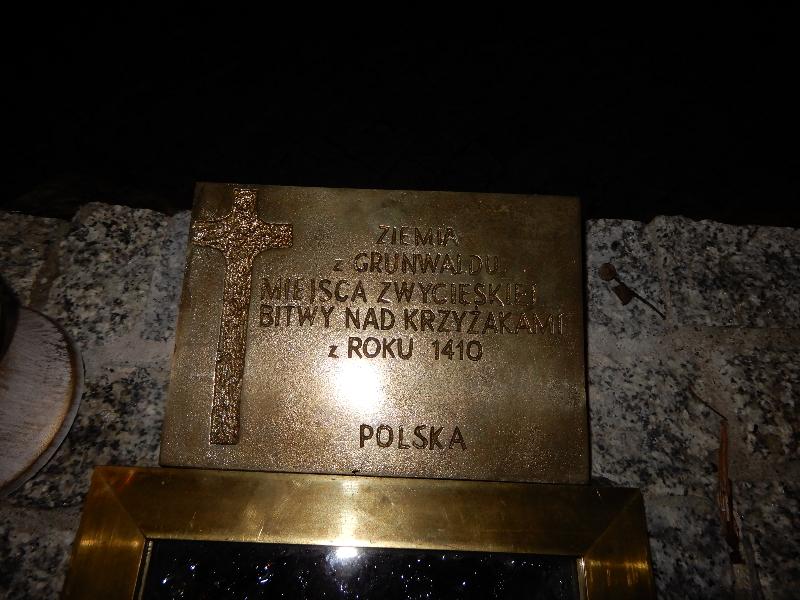 ZIEMIA
z GRUNWALDU,
MIEJSCA ZWYCIĘSKIEJ
BITWY NAD KRZYŻAKAMI
z ROKU 1410
POLSKA